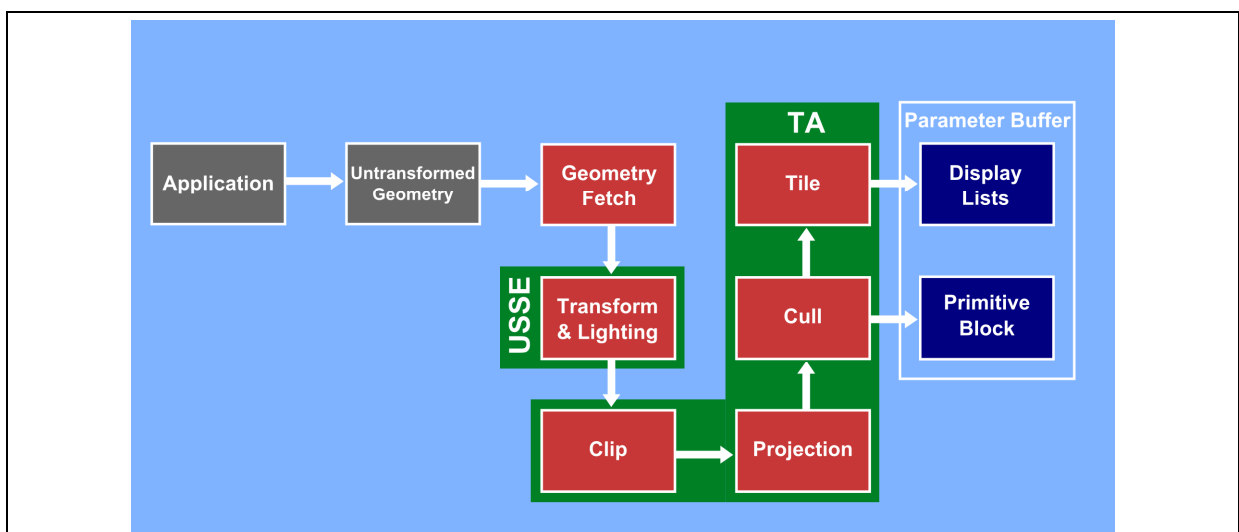 Application
Untransformed
Geometry
Geometry
Fetch
USSE
Transform
& Lighting
Clip
Projection
Cull
Tile
TA
Parameter Buffer
Display
Lists
Primitive
Block